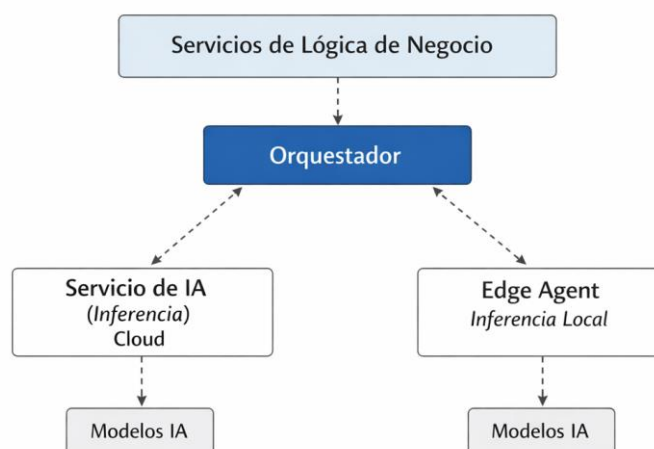 Servicios de Lógica de Negocio
Orquestador
Servicio de IA
(Inferencia)
Cloud
Edge Agent
Inferencia Local
Modelos IA
Modelos IA